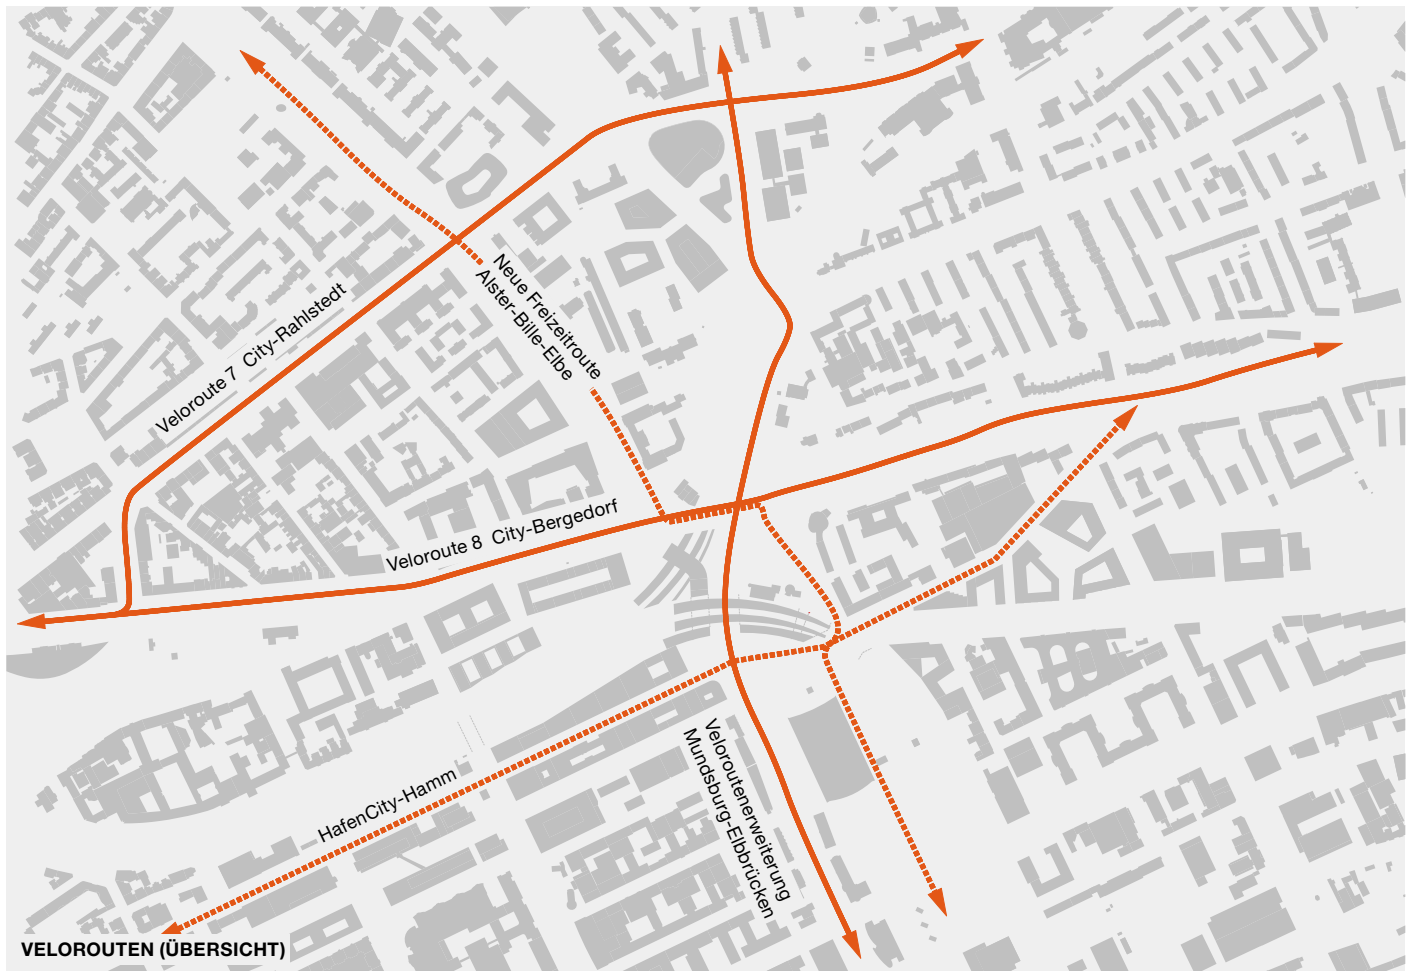 Neue Freizeitroute
Alster-Bille-Elbe
Veloroute 7 City-Rahlstedt
Veloroute 8 City-Bergedorf
HafenCity-Hamm
Veloroutenerweiterung
Mundsburg-Elbbrücken
VELOROUTEN (ÜBERSICHT)